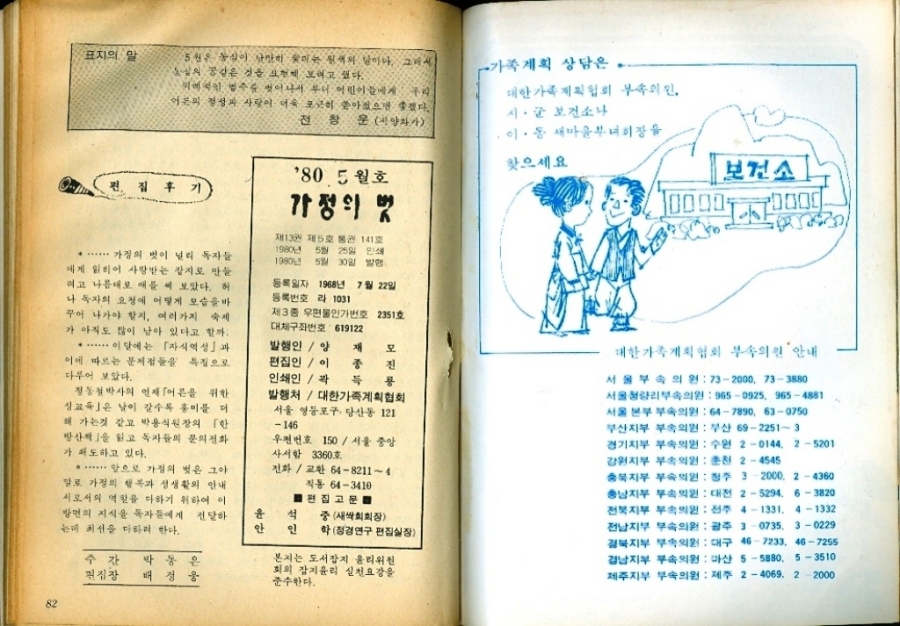 표지의 말
5월은 동심이 난만히 꽃피는 원색의 달이다. 그래서
동심의 꿈같은 것을 표현해 보려고 했다.
의례적인 범주를 벗어나서 부디 어린이들에게 우리
어른의 정성과 사랑이 더욱 포근히 쏟아졌으면 좋겠다.
전 창 운 (서양화가)
편 집 후 기
* …… 가정의 벗이 널리 독자들
에게 읽히어 사랑받는 잡지로 만들
려고 나름대로 애를 써 보았다. 허
나 독자의 요청에 어떻게 모습을 바
꾸어 나가야 할지, 여러가지 숙제
가 아직도 많이 남아 있다고 할까.
* …… 이달에는 『자식역성』과
이에 따르는 문제점들을 특집으로
다루어 보았다.
정동철박사의 연재 『어른을 위한
성교육』은 날이 갈수록 흥미를 더
해 가는것 같고 박용식원장의 『한
방산책』을 읽고 독자들의 문의전화
가 쇄도하고 있다.
* …… 앞으로 가정의 벗은 그야
말로 가정의 행복과 성생활의 안내
서로서의 역할을 다하기 위하여 이
방면의 지식을 독자들에게 전달하
는데 최선을 다하려 한다.
주 간 박 동 은
편집장 배 정 웅
82
'80 5월호
가정의 벗
제13권 제5호 통권 141호
1980년 5월 25일 인쇄
1980년 5월 30일 발행
등록일자 1968년 7월 22일
등록번호 라 1031
제3종 우편물인가번호 2351호
대체구좌번호 619122
발행인 / 양 재 모
편집인 / 이 종 진
인쇄인 / 곽 득 룡
발행처 / 대한가족계획협회
서울 영등포구 당산동 121
-146
우편번호 150 / 서울 중앙
사서함 3360호
전화 / 교환 64-8211~4
직통 64-3410
■ 편 집 고 문 ■
윤 석 중 (새싹회회장)
안 인 학 (정경연구 편집실장)
본지는 도서잡지 윤리위원
회의 잡지윤리 실천요강을
준수한다.
가족계획 상담은
대한가족계획협회 부속의원,
시·군 보건소나
이·동 새마을부녀회장을
찾으세요
보건소
대한가족계획협회 부속의원 안내
서 울 부 속 의 원 : 73-2000, 73-3880
서울청량리부속의원 : 965-0925, 965-4881
서울 본부 부속의원 : 64-7890, 63-0750
부산지부 부속의원 : 부산 69-2251~3
경기지부 부속의원 : 수원 2-0144, 2-5201
강원지부 부속의원 : 춘천 2-4545
충북지부 부속의원 : 청주 3-2000, 2-4360
충남지부 부속의원 : 대전 2-5294, 6-3820
전북지부 부속의원 : 전주 4-1331, 4-1332
전남지부 부속의원 : 광주 3-0735, 3-0229
경북지부 부속의원 : 대구 46-7233, 46-7255
경남지부 부속의원 : 마산 5-5880, 5-3510
제주지부 부속의원 : 제주 2-4069, 2-2000